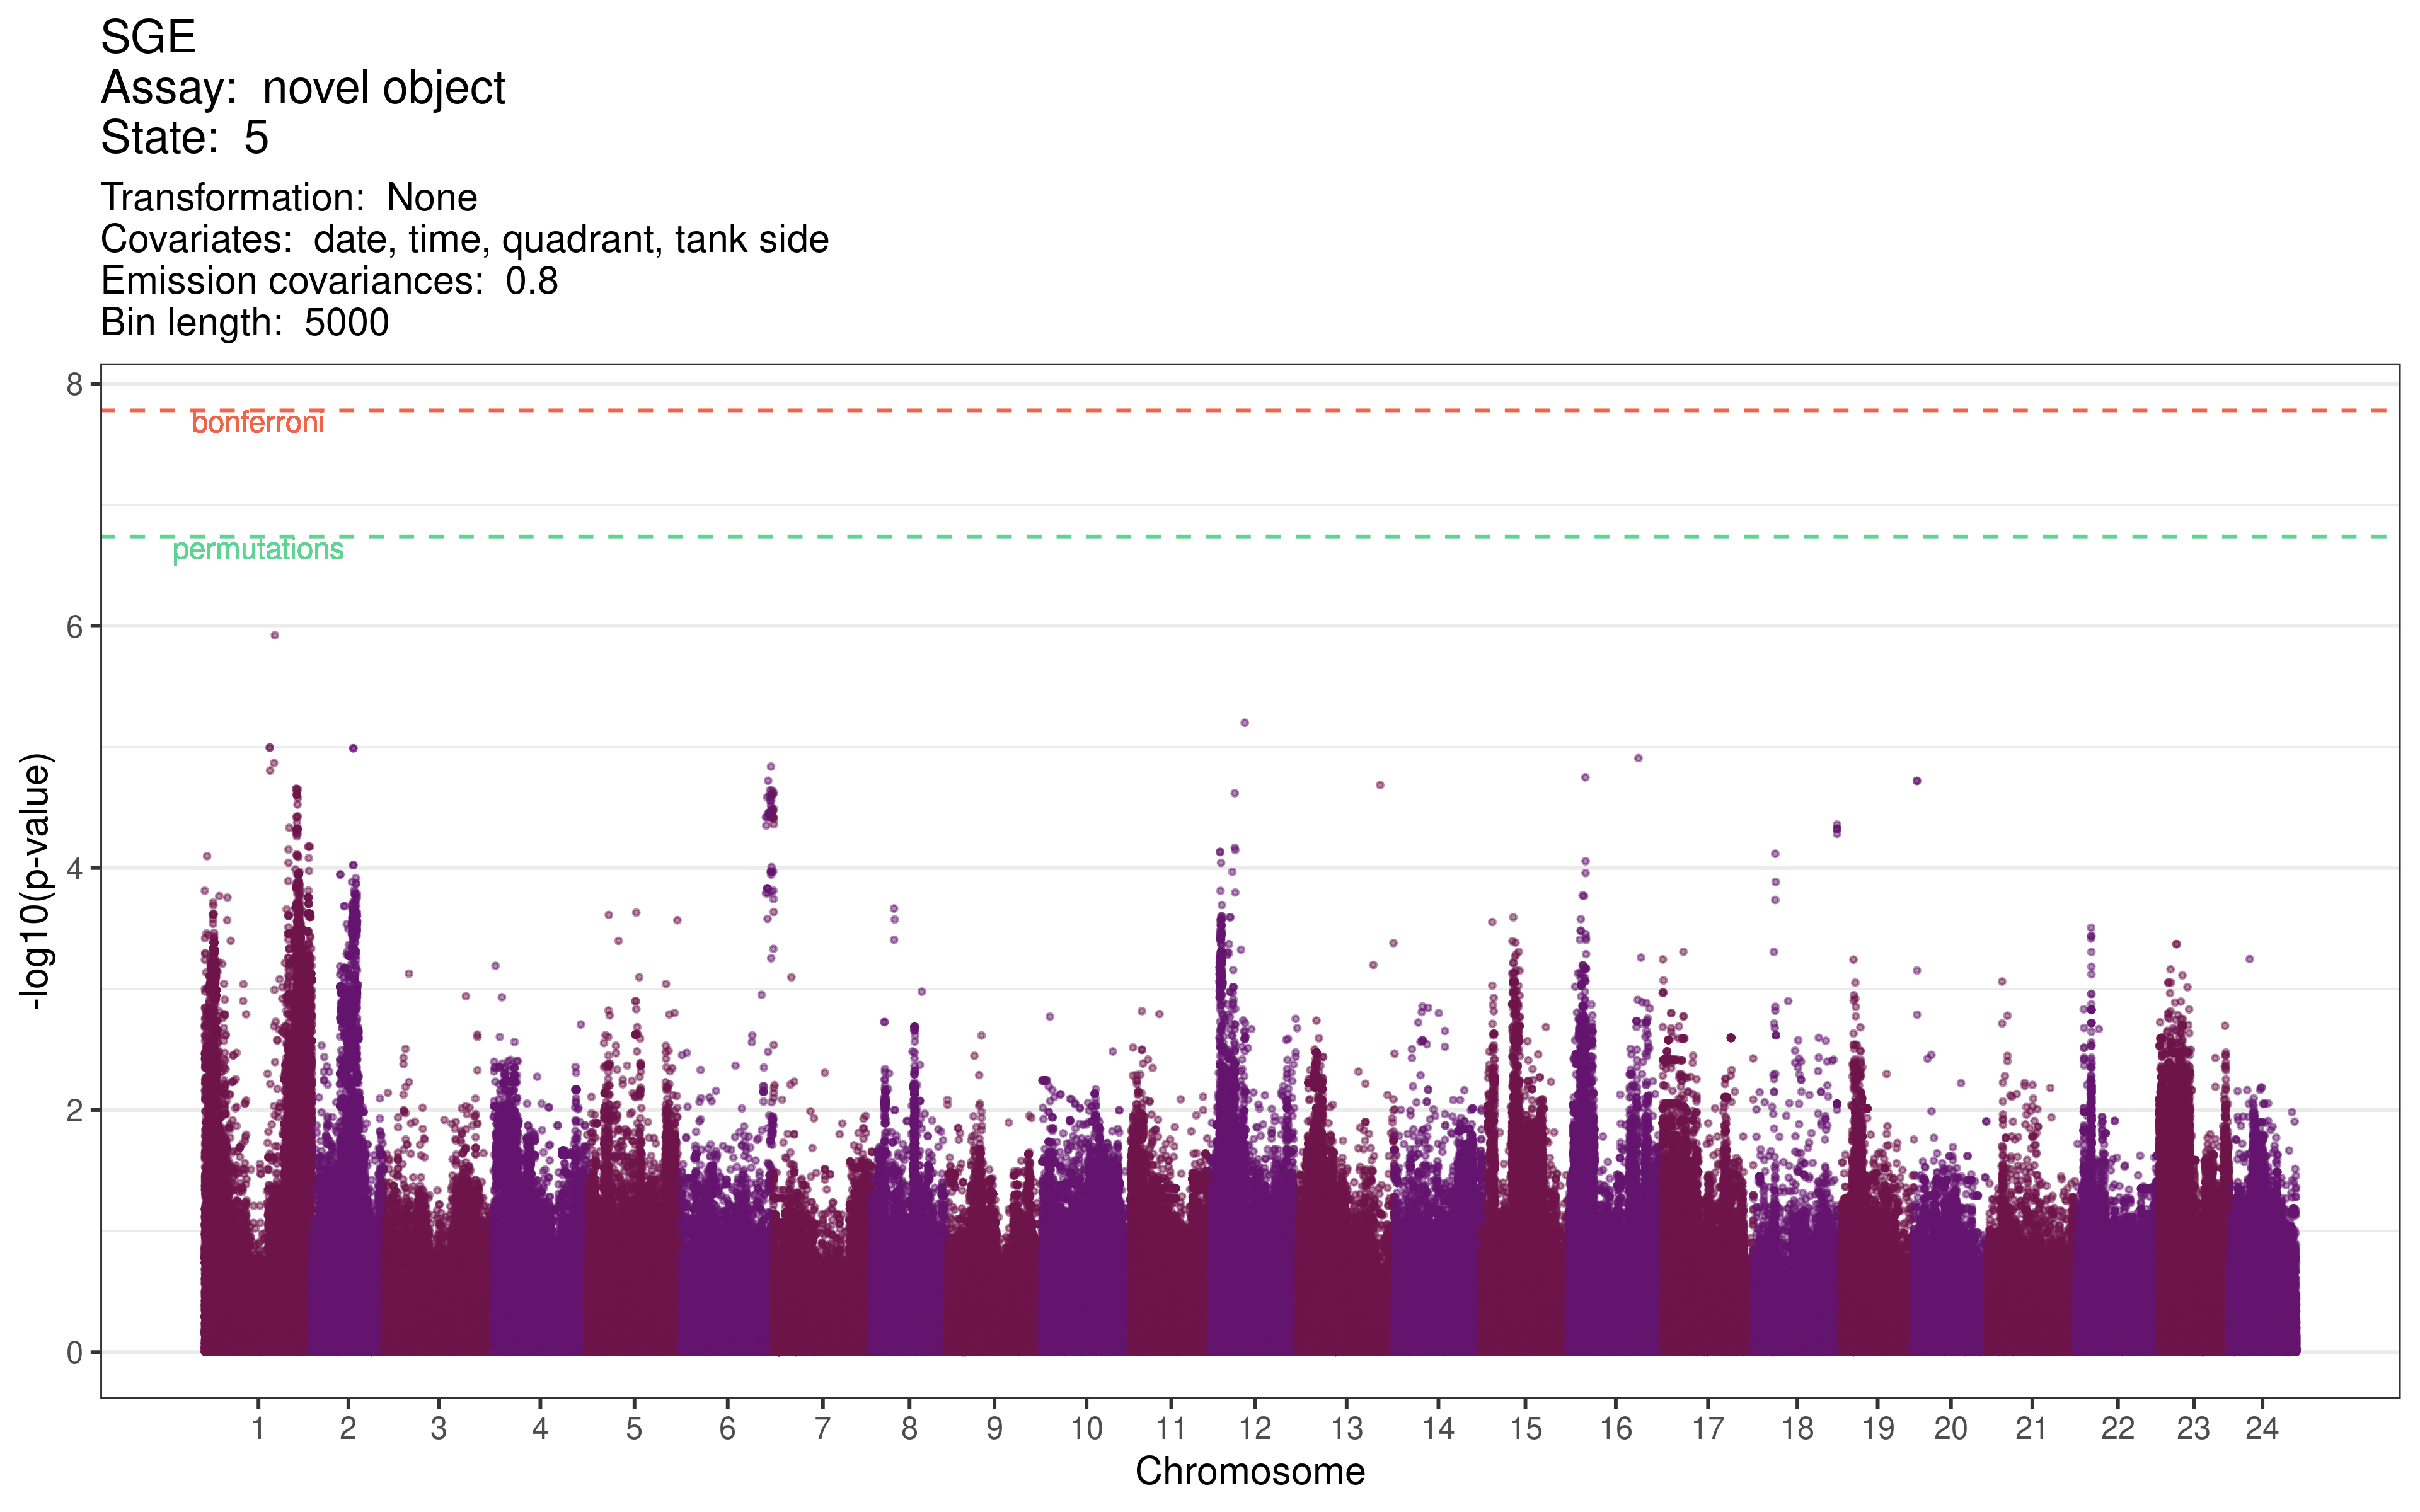 SGE
Assay:  novel object
State:  5
Transformation:  None
Covariates:  date, time, quadrant, tank side
Emission covariances:  0.8
Bin length:  5000
8
bonferroni
permutations
6
4
2
0
-log10(p-value)
1 2 3 4 5 6 7 8 9 10 11 12 13 14 15 16 17 18 19 20 21 22 23 24
Chromosome